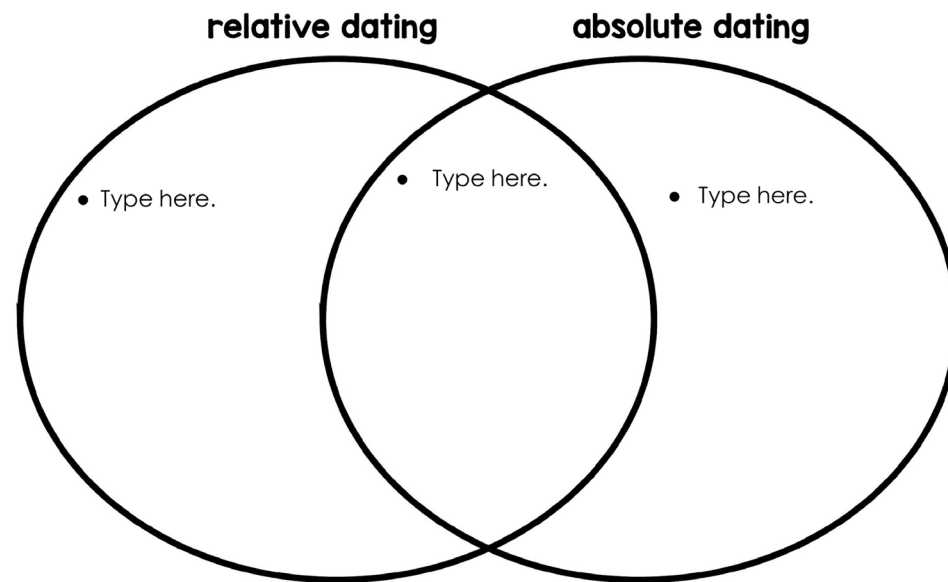 relative dating
absolute dating
• Type here.
• Type here.
• Type here.